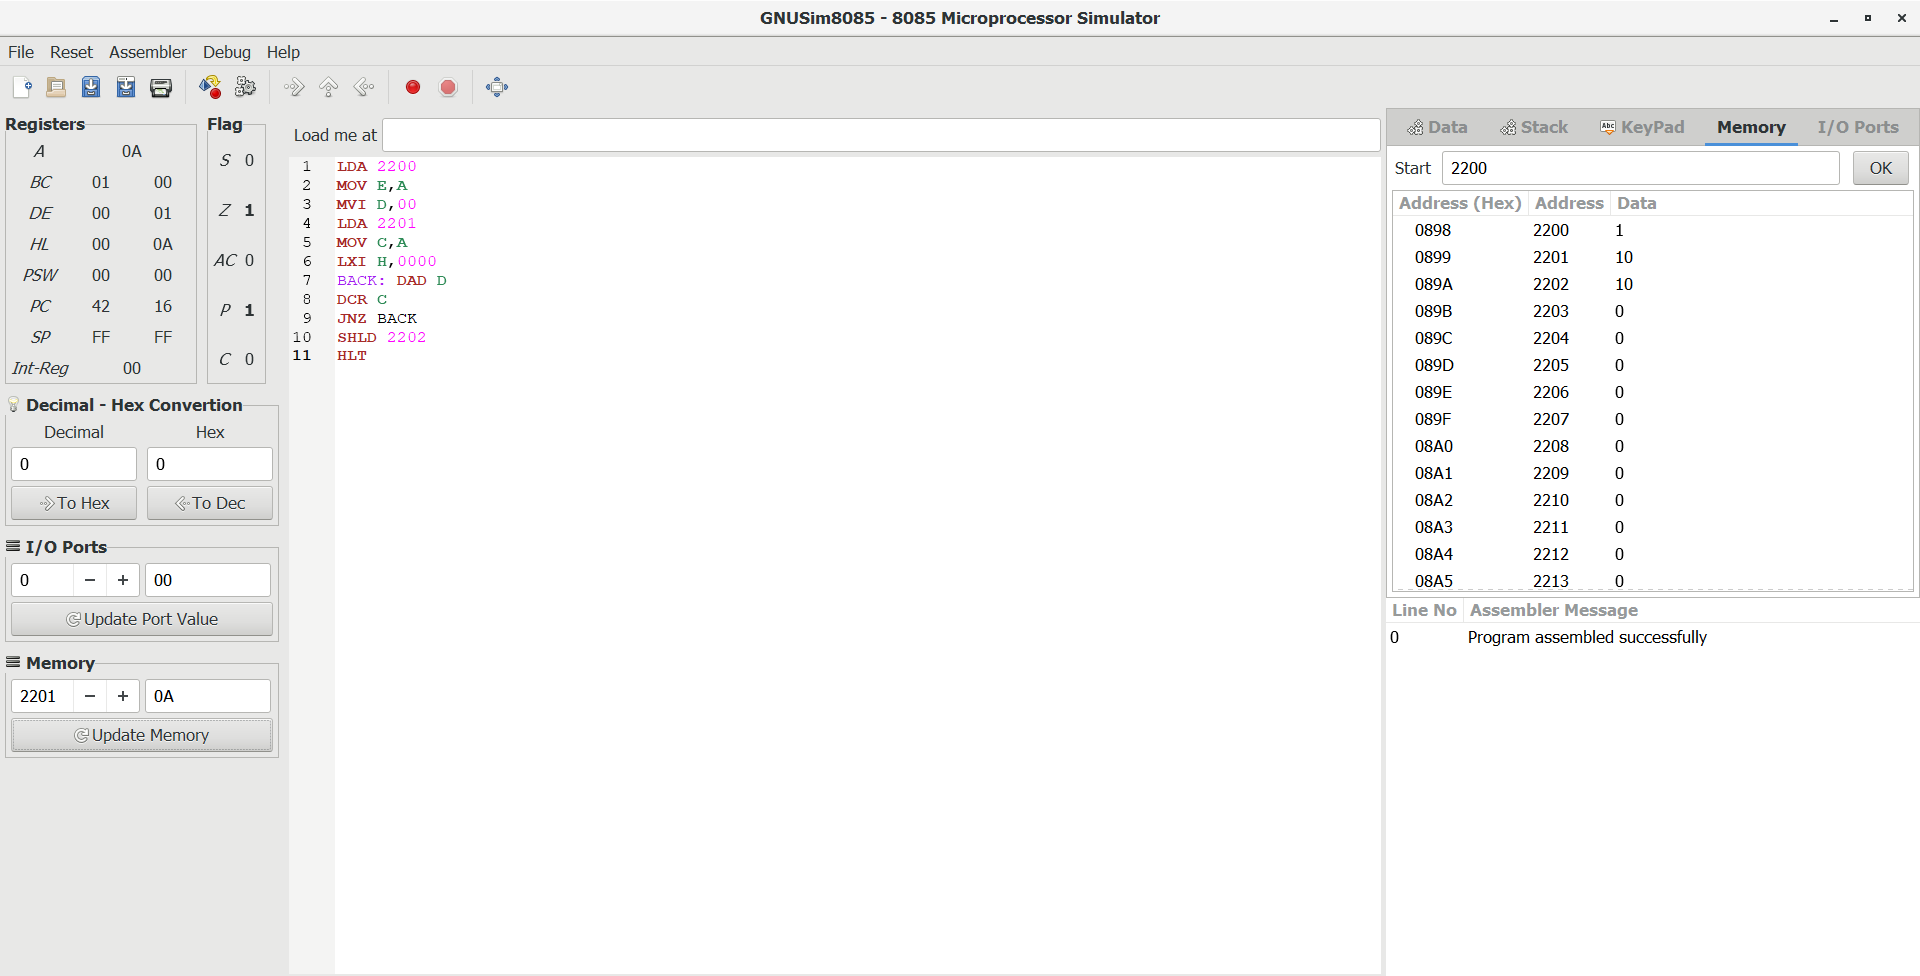 GNUSim8085 - 8085 Microprocessor Simulator
File Reset Assembler Debug Help
Registers
A 0A
BC 01 00
DE 00 01
HL 00 0A
PSW 00 00
PC 42 16
SP FF FF
Int-Reg 00
Flag
S 0
Z 1
AC 0
P 1
C 0
Decimal - Hex Convertion
Decimal Hex
0 0
To Hex To Dec
I/O Ports
0 − + 00
Update Port Value
Memory
2201 − + 0A
Update Memory
Load me at
1 LDA 2200
2 MOV E,A
3 MVI D,00
4 LDA 2201
5 MOV C,A
6 LXI H,0000
7 BACK: DAD D
8 DCR C
9 JNZ BACK
10 SHLD 2202
11 HLT
Data Stack Abc KeyPad Memory I/O Ports
Start 2200 OK
Address (Hex) Address Data
0898 2200 1
0899 2201 10
089A 2202 10
089B 2203 0
089C 2204 0
089D 2205 0
089E 2206 0
089F 2207 0
08A0 2208 0
08A1 2209 0
08A2 2210 0
08A3 2211 0
08A4 2212 0
08A5 2213 0
Line No Assembler Message
0 Program assembled successfully